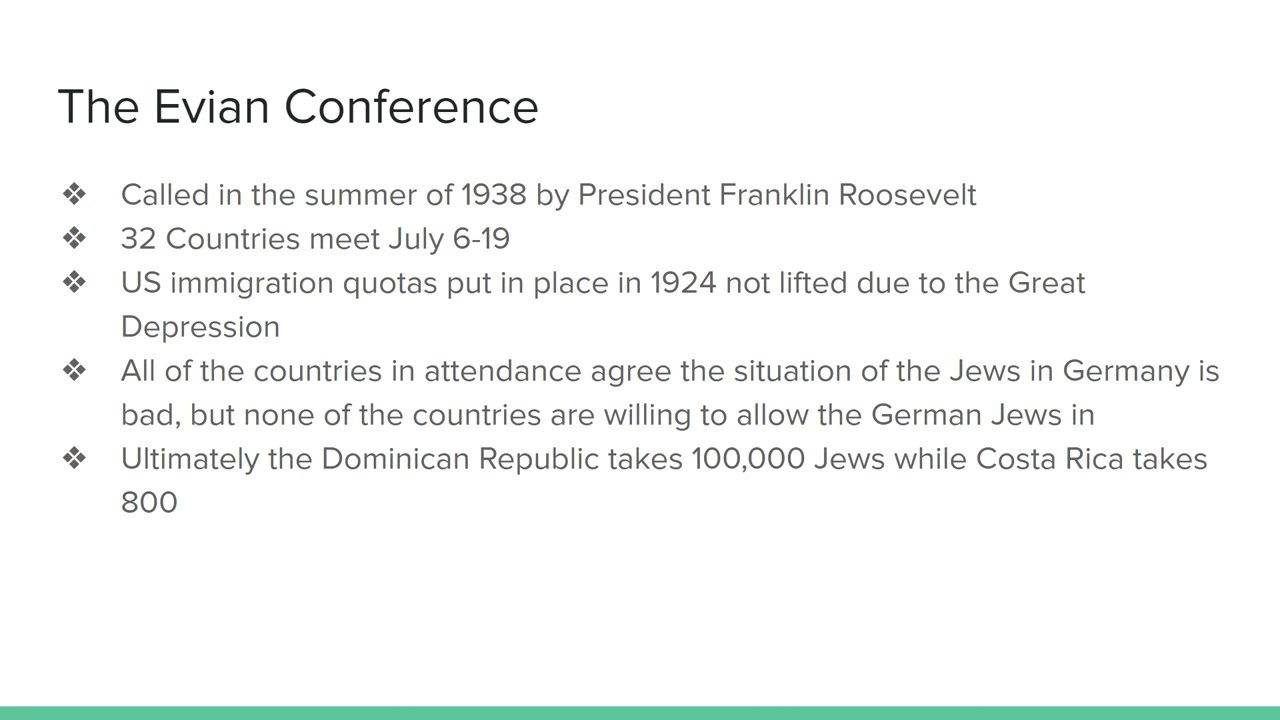 The Evian Conference
❖ Called in the summer of 1938 by President Franklin Roosevelt
❖ 32 Countries meet July 6-19
❖ US immigration quotas put in place in 1924 not lifted due to the Great
Depression
❖ All of the countries in attendance agree the situation of the Jews in Germany is
bad, but none of the countries are willing to allow the German Jews in
❖ Ultimately the Dominican Republic takes 100,000 Jews while Costa Rica takes
800